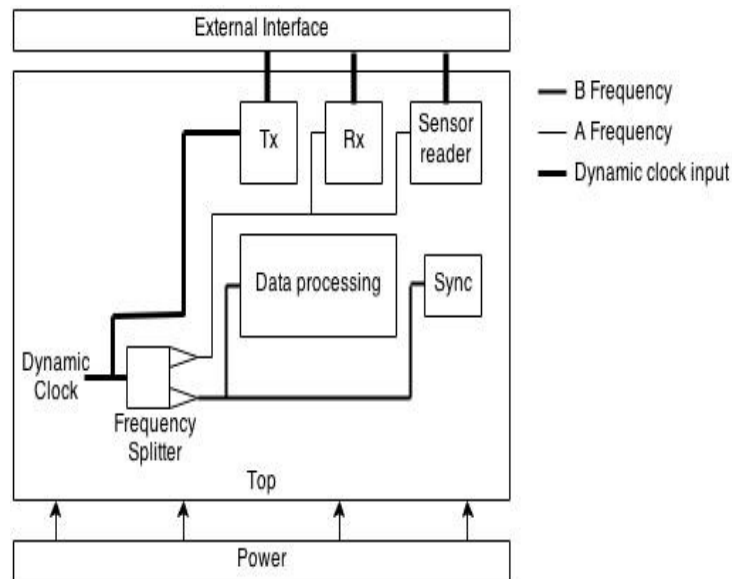 External Interface
Tx
Rx
Sensor
reader
B Frequency
A Frequency
Dynamic clock input
Data processing
Sync
Dynamic
Clock
Frequency
Splitter
Top
Power